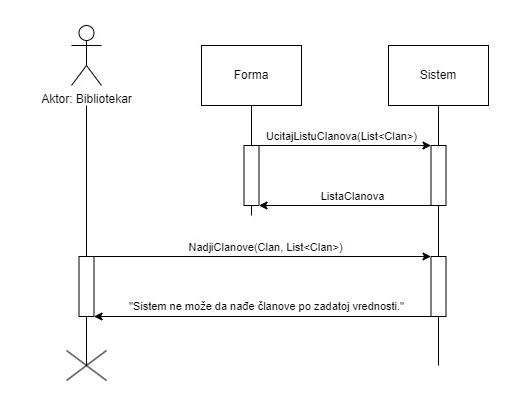 Forma
Sistem
Aktor: Bibliotekar
UcitajListuClanova(List<Clan>)
ListaClanova
NadjiClanove(Clan, List<Clan>)
"Sistem ne može da nađe članove po zadatoj vrednosti."